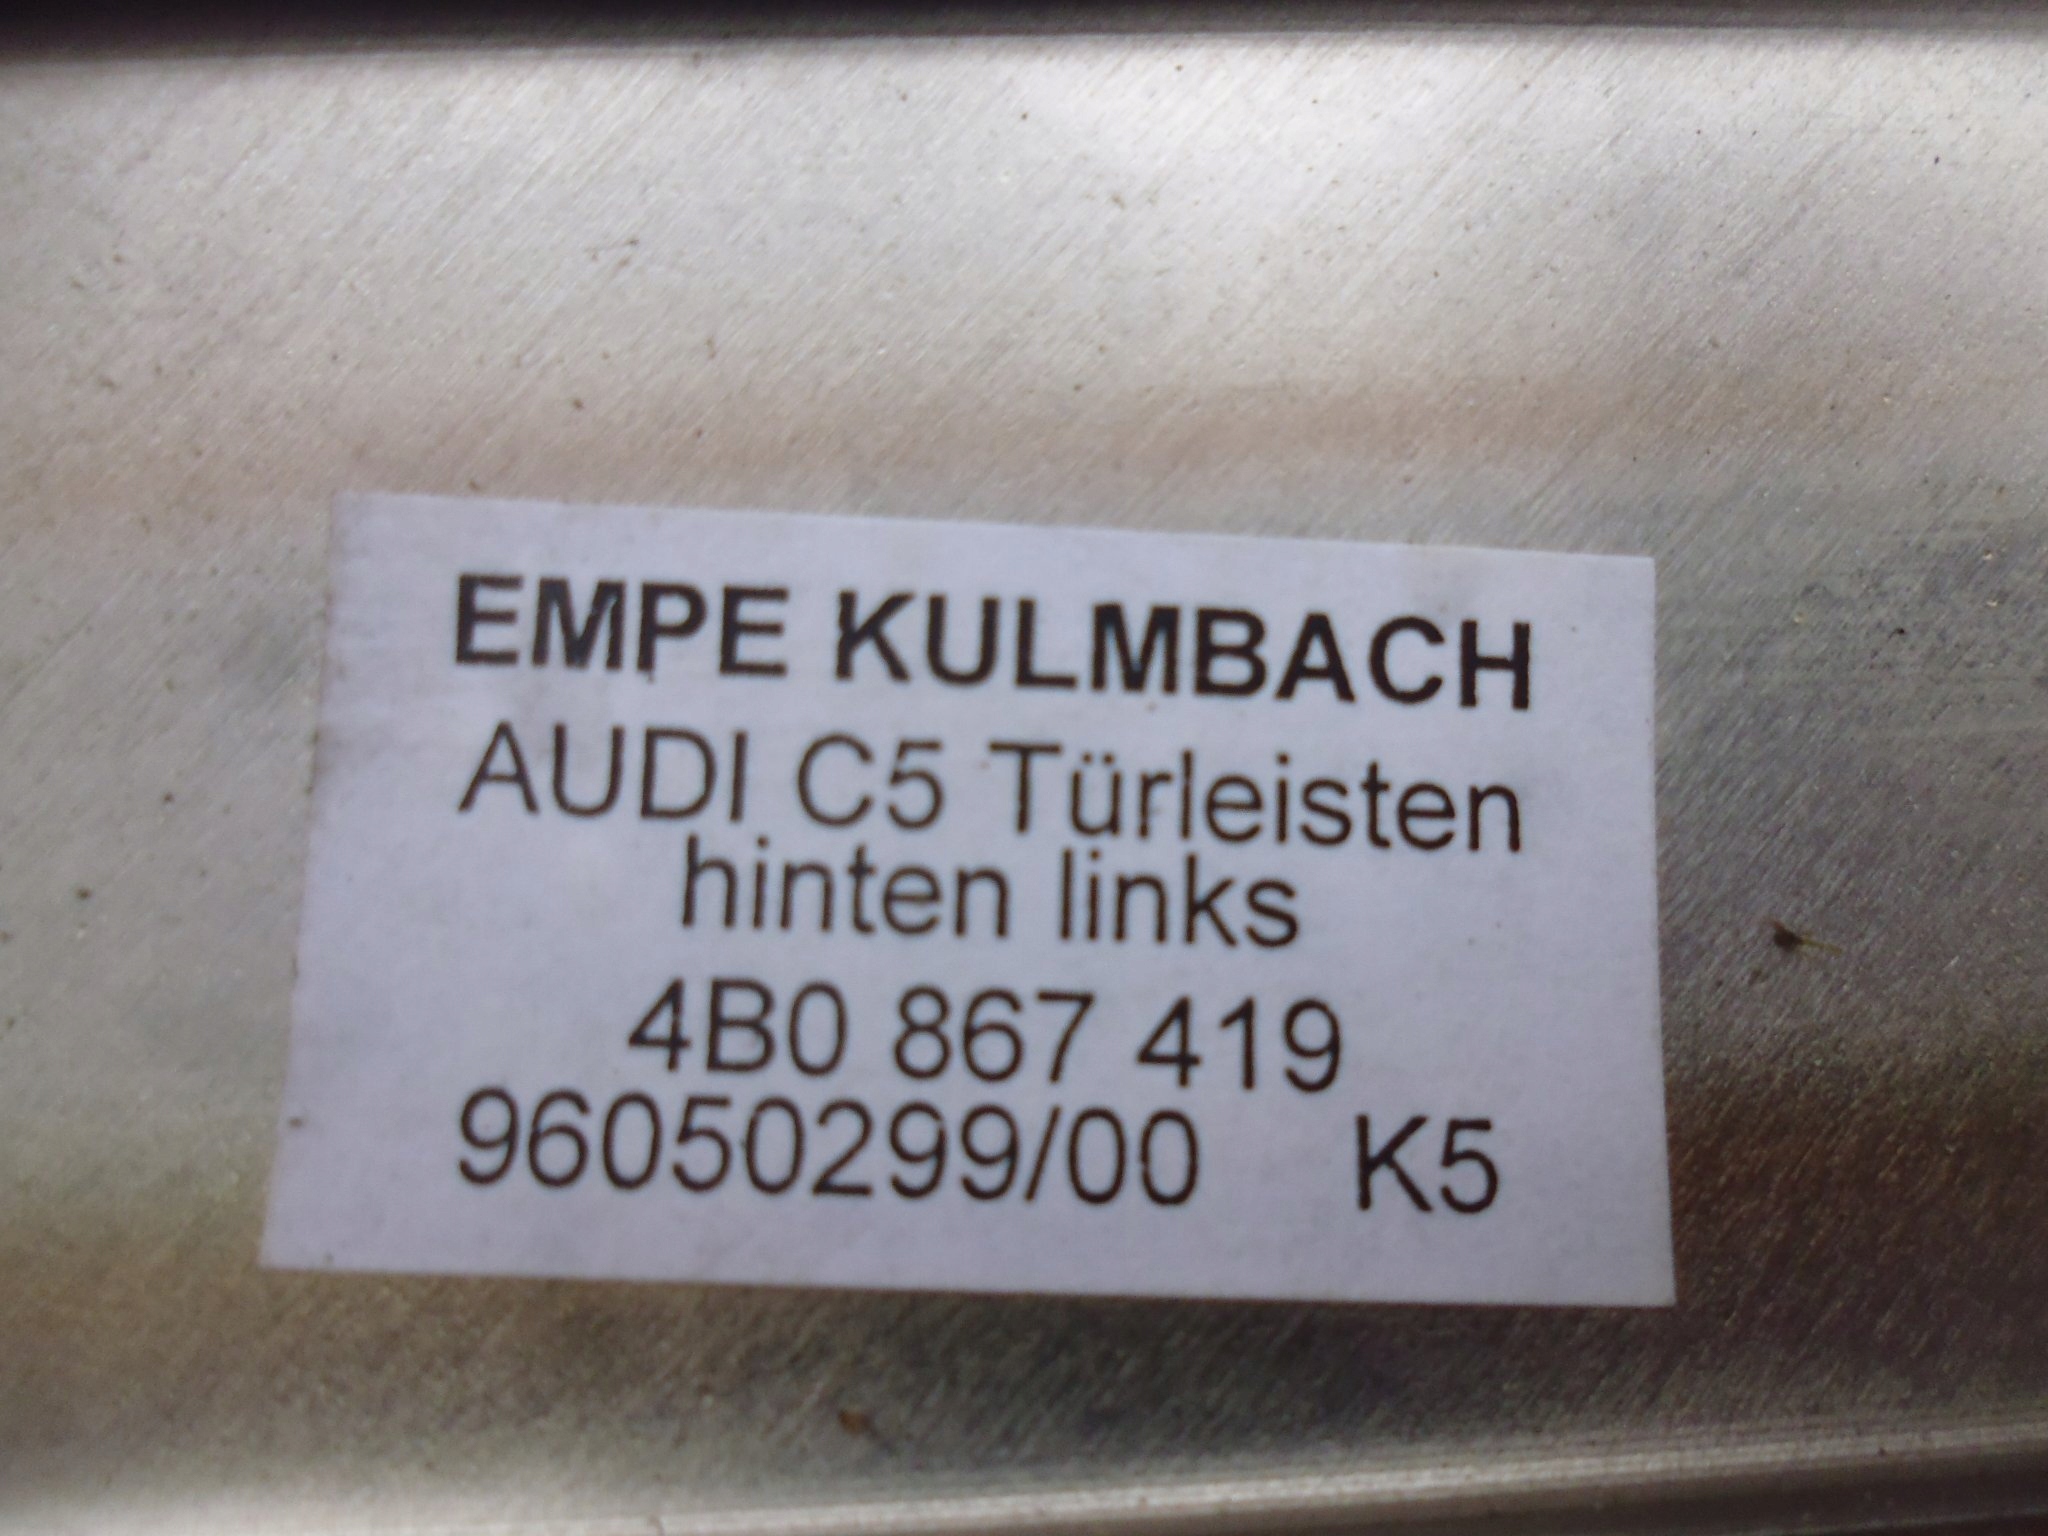 EMPE KULMBACH
AUDI C5 Türleisten
hinten links
4B0 867 419
96050299/00 K5